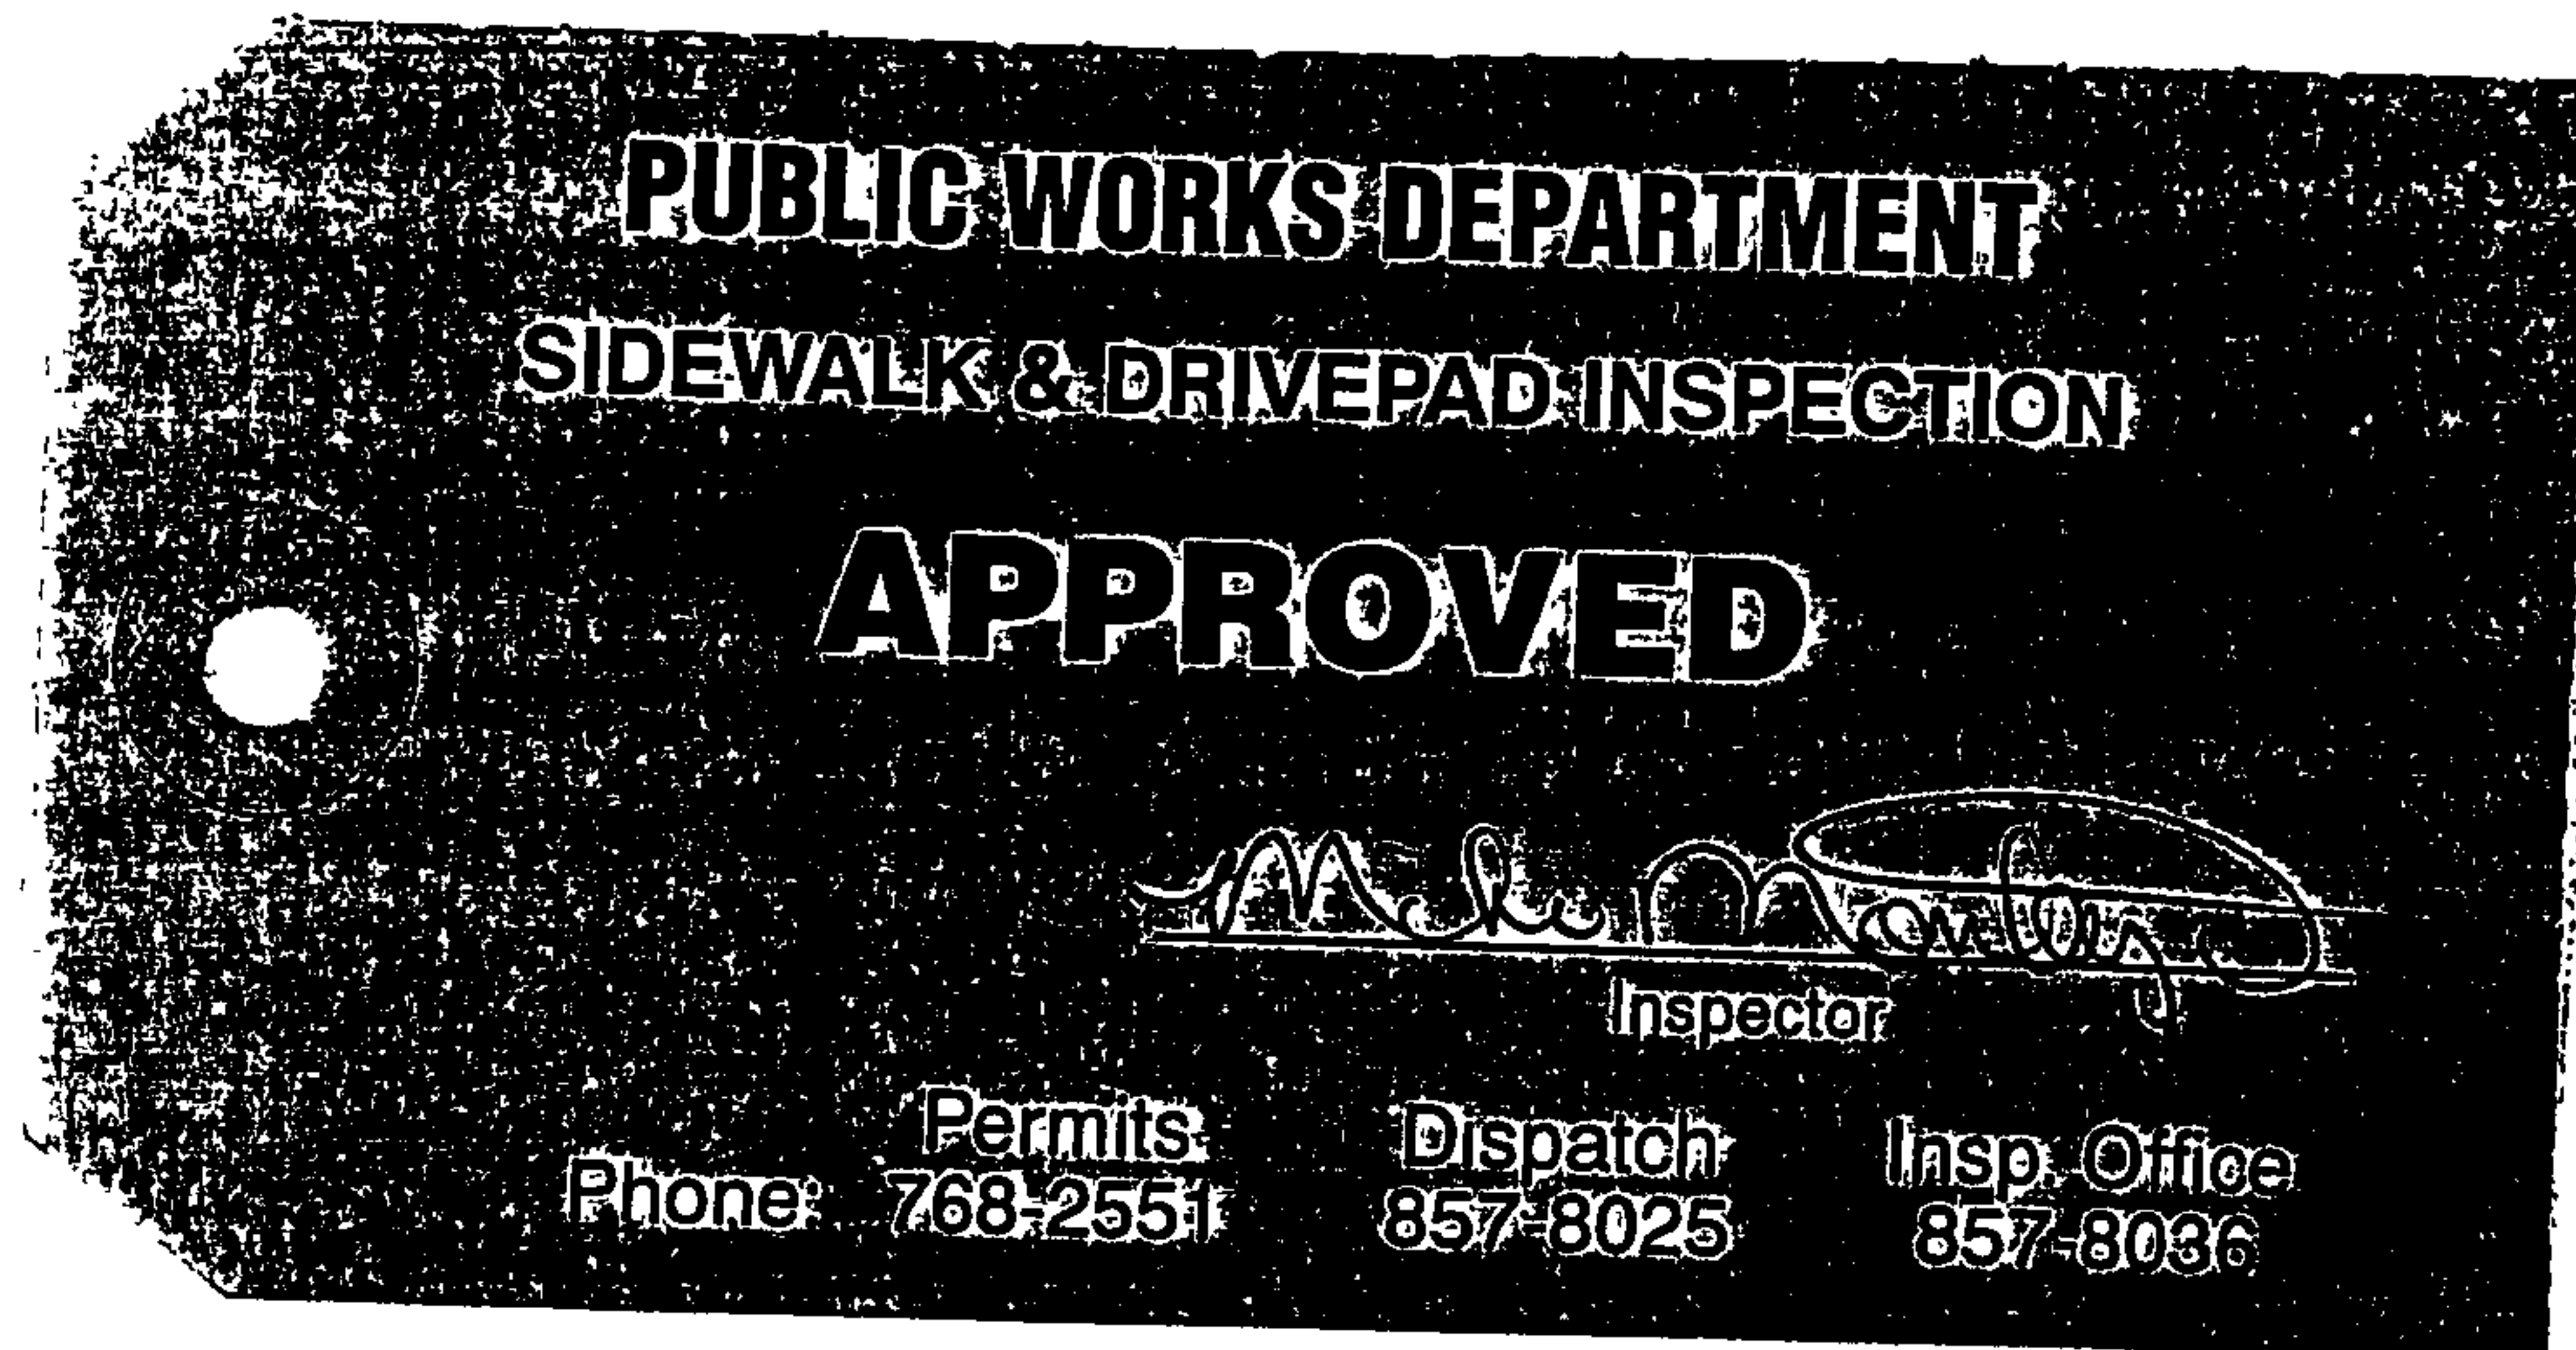 PUBLIC WORKS DEPARTMENT
SIDEWALK & DRIVEPAD INSPECTION
APPROVED
Mike
Inspector
Permits Dispatch Insp. Office
Phone: 768-2551 857-8025 857-8036